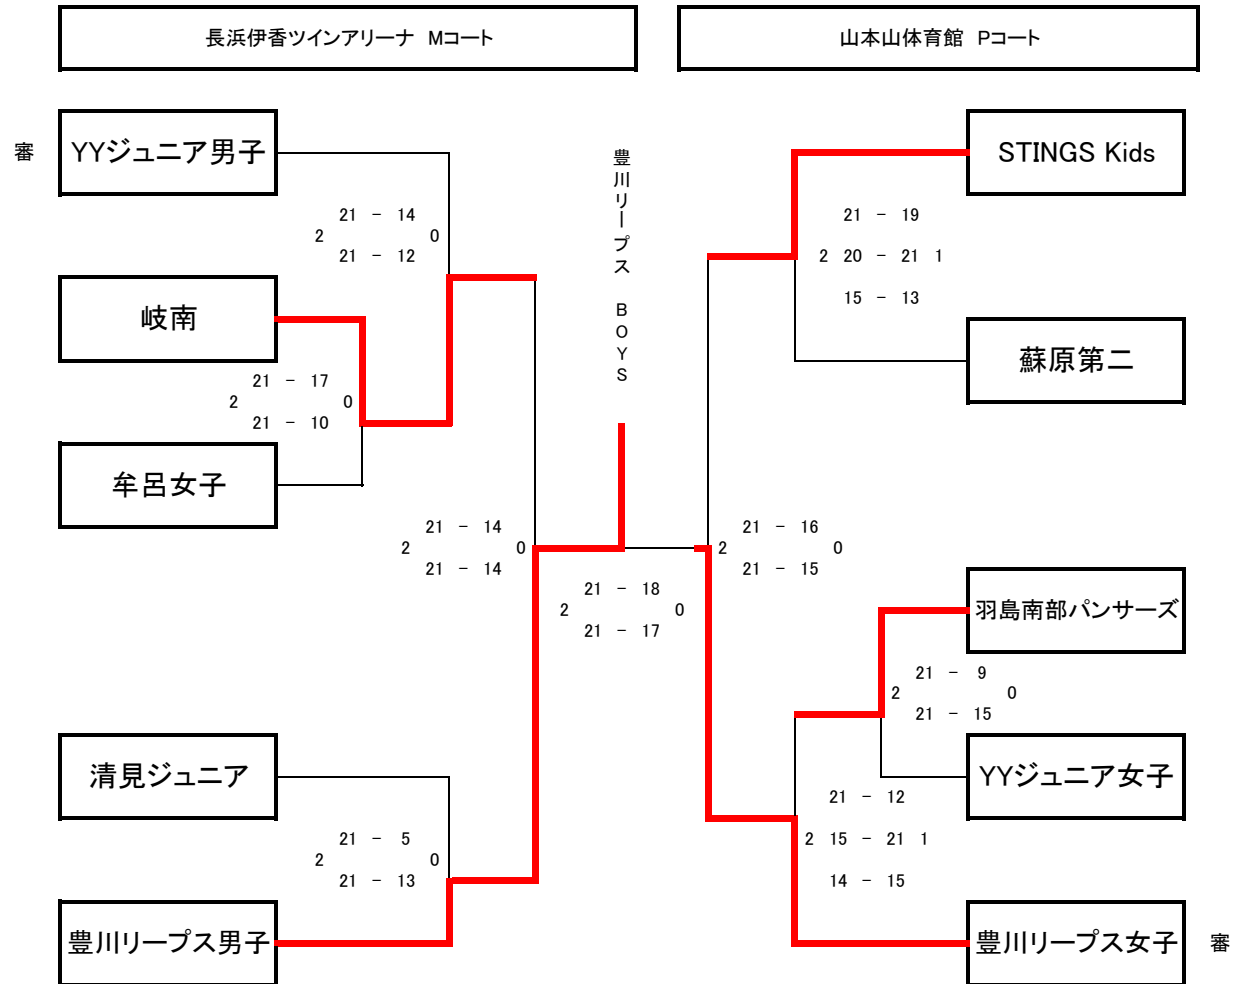 長浜伊香ツインアリーナ Mコート
山本山体育館 Pコート
審
YYジュニア男子
21 - 14
2 0
21 - 12
岐南
21 - 17
2 0
21 - 10
牟呂女子
21 - 14
2 0
21 - 14
清見ジュニア
21 - 5
2 0
21 - 13
豊川リープス男子
豊川リープス BOYS
21 - 18
2 0
21 - 17
STINGS Kids
21 - 19
2 20 - 21 1
15 - 13
蘇原第二
21 - 16
2 0
21 - 15
羽島南部パンサーズ
21 - 9
2 0
21 - 15
YYジュニア女子
21 - 12
2 15 - 21 1
14 - 15
豊川リープス女子
審